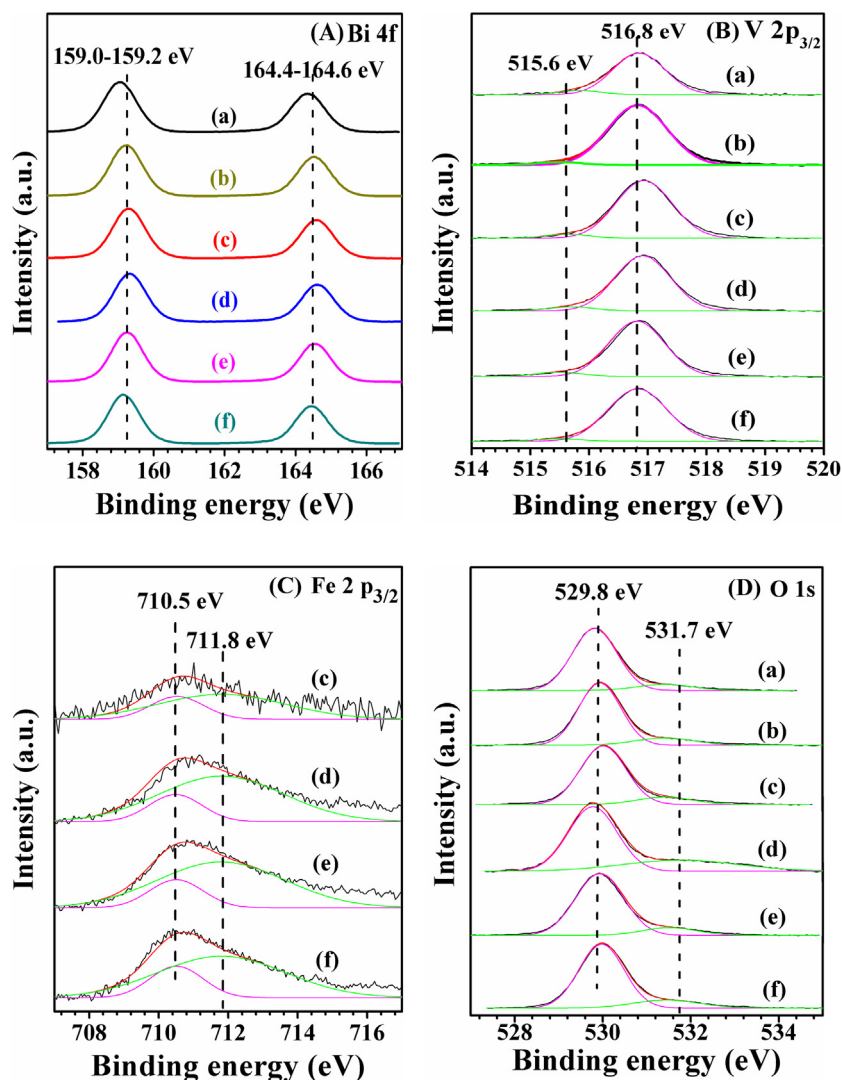 (A) Bi 4f
159.0-159.2 eV
164.4-164.6 eV
(a)
(b)
(c)
(d)
(e)
(f)
158 160 162 164 166
Binding energy (eV)
Intensity (a.u.)
(B) V 2p3/2
516.8 eV
515.6 eV
(a)
(b)
(c)
(d)
(e)
(f)
514 515 516 517 518 519 520
Binding energy (eV)
Intensity (a.u.)
(C) Fe 2 p3/2
710.5 eV
711.8 eV
(c)
(d)
(e)
(f)
708 710 712 714 716
Binding energy (eV)
Intensity (a.u.)
(D) O 1s
529.8 eV
531.7 eV
(a)
(b)
(c)
(d)
(e)
(f)
528 530 532 534
Binding energy (eV)
Intensity (a.u.)